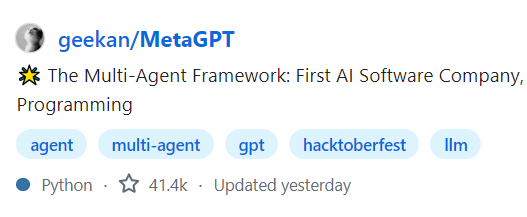 geekan/MetaGPT
🌟 The Multi-Agent Framework: First AI Software Company,
Programming
agent multi-agent gpt hacktoberfest llm
Python · 41.4k · Updated yesterday